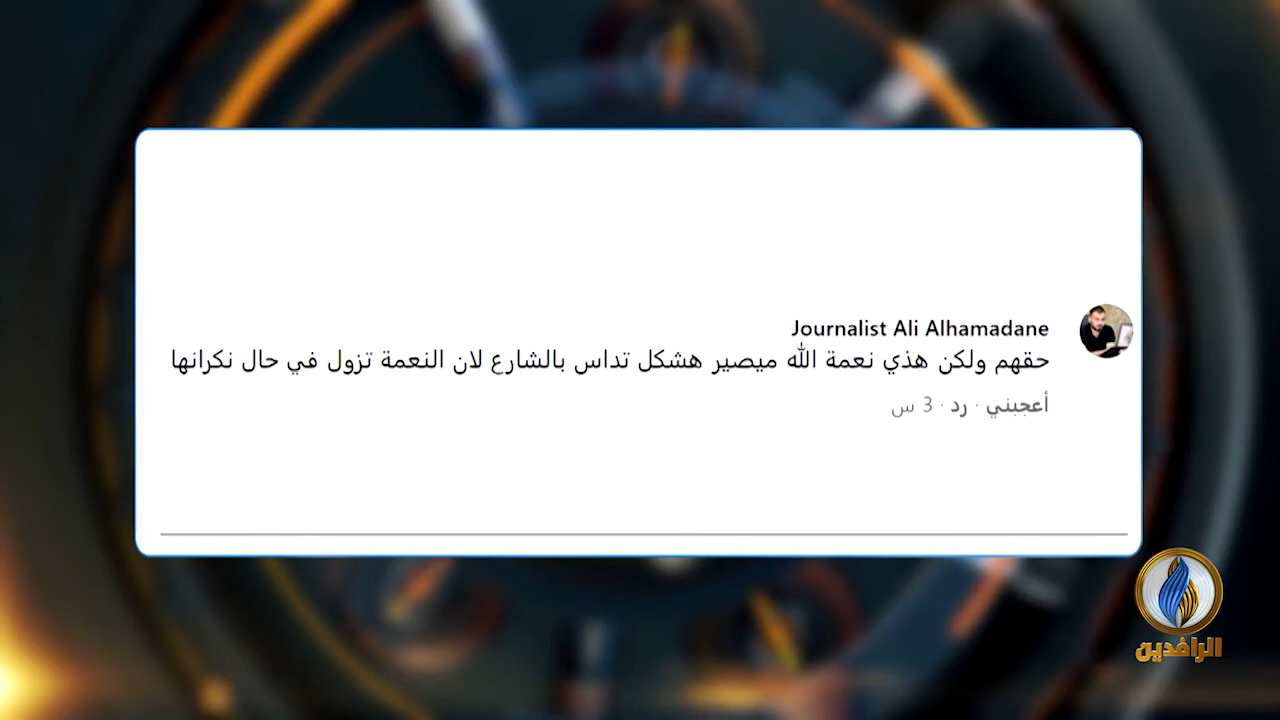 Journalist Ali Alhamadane
حقهم ولكن هذي نعمة الله ميصير هشكل تداس بالشارع لان النعمة تزول في حال نكرانها
أعجبني · رد · 3 س
الرافدين